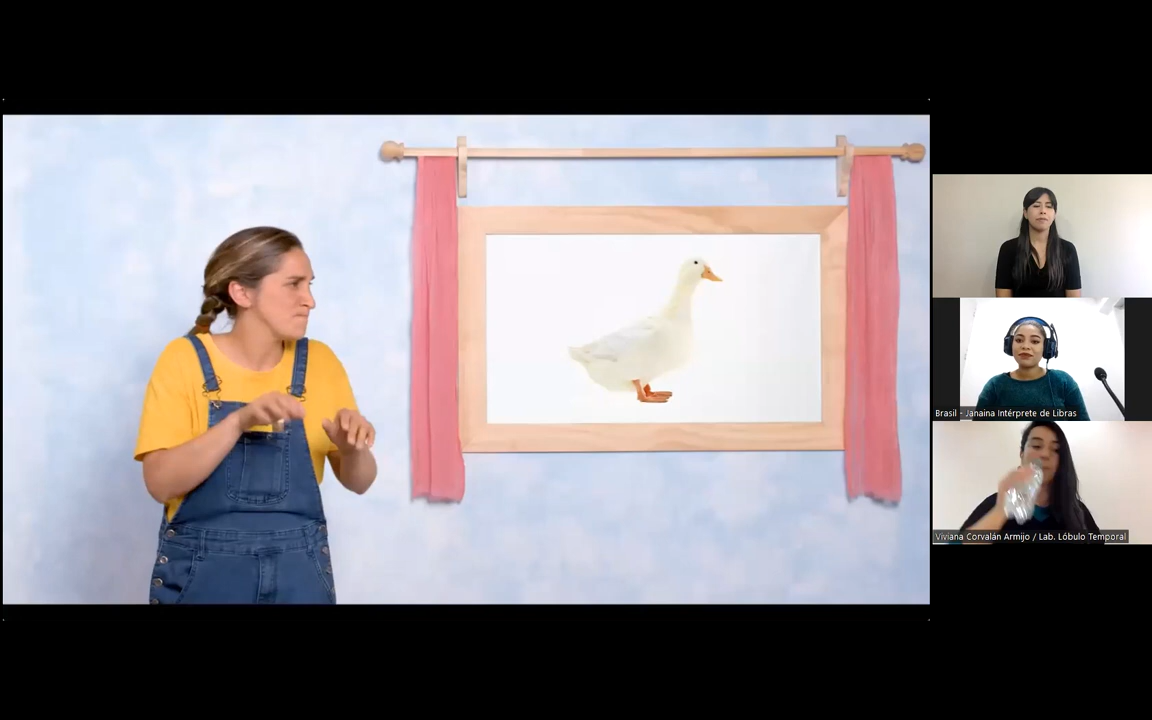 Brasil - Janaina Intérprete de Libras
Viviana Corvalán Armijo / Lab. Lóbulo Temporal